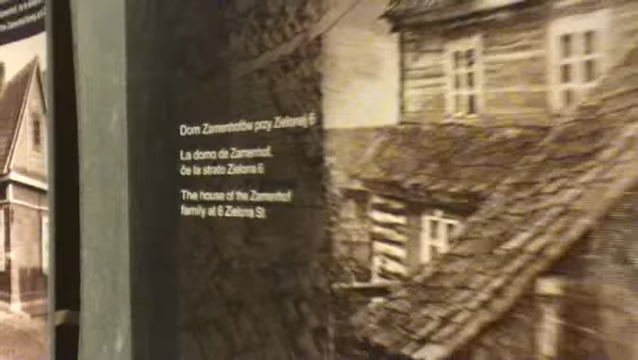 Dom Zamenhofów przy Zielonej 6
La domo de Zamenhof,
ĉe la strato Zielona 6
The house of the Zamenhof
family at 6 Zielona St